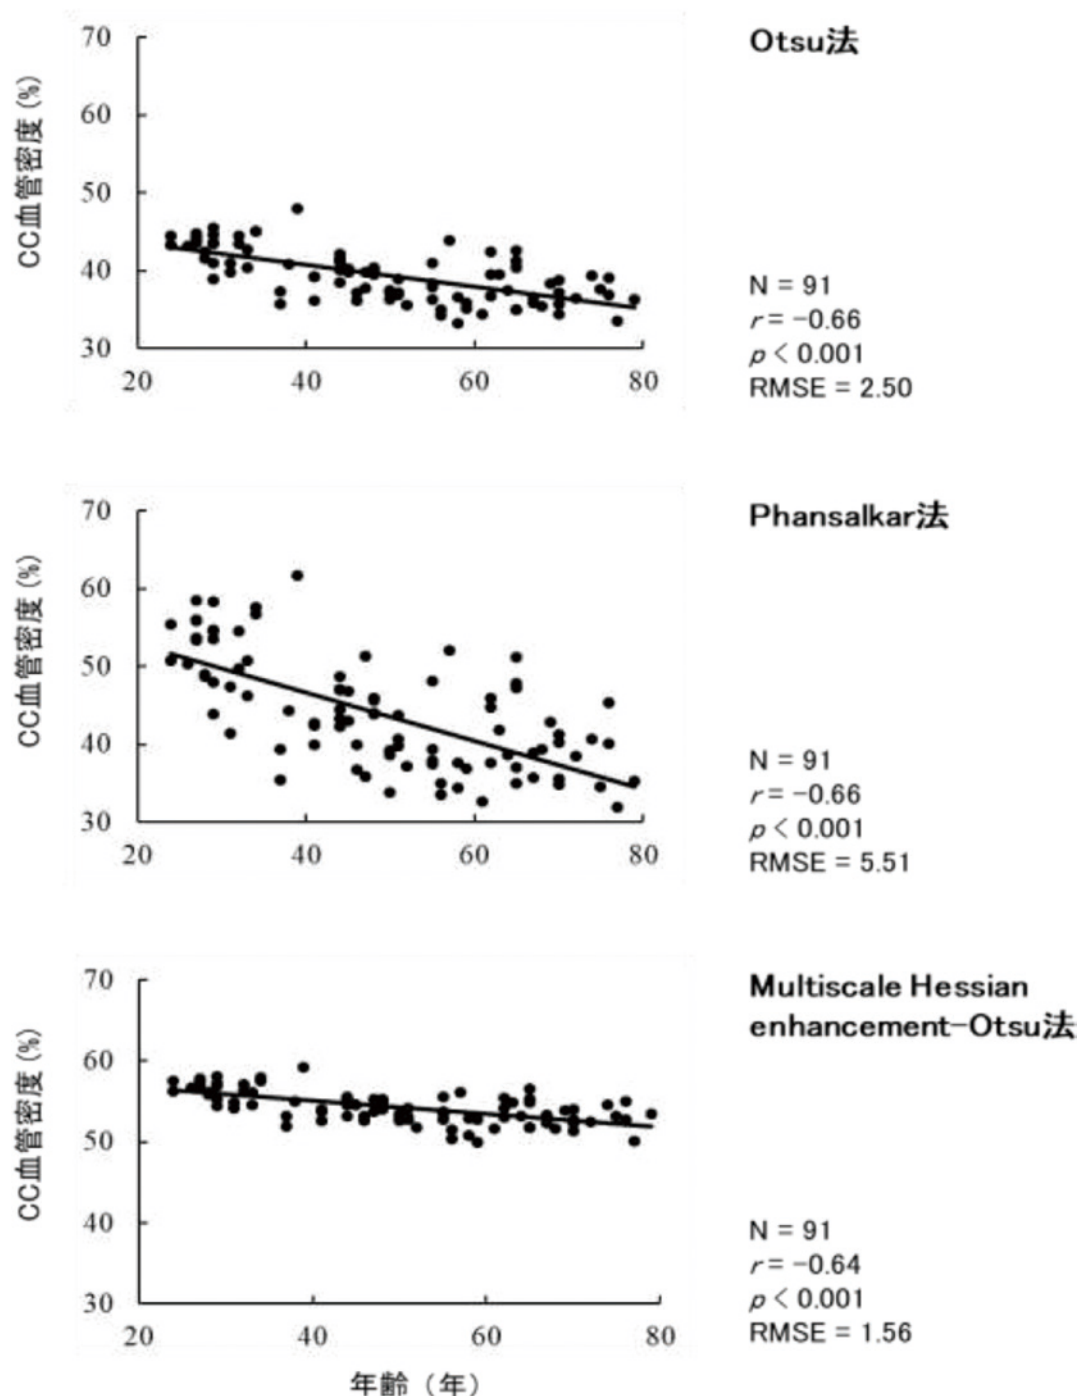 Otsu法
CC血管密度 (%)
70
60
50
40
30
20 40 60 80
N = 91
r = −0.66
p < 0.001
RMSE = 2.50
Phansalkar法
CC血管密度 (%)
70
60
50
40
30
20 40 60 80
N = 91
r = −0.66
p < 0.001
RMSE = 5.51
Multiscale Hessian
enhancement−Otsu法
CC血管密度 (%)
70
60
50
40
30
20 40 60 80
年齢（年）
N = 91
r = −0.64
p < 0.001
RMSE = 1.56